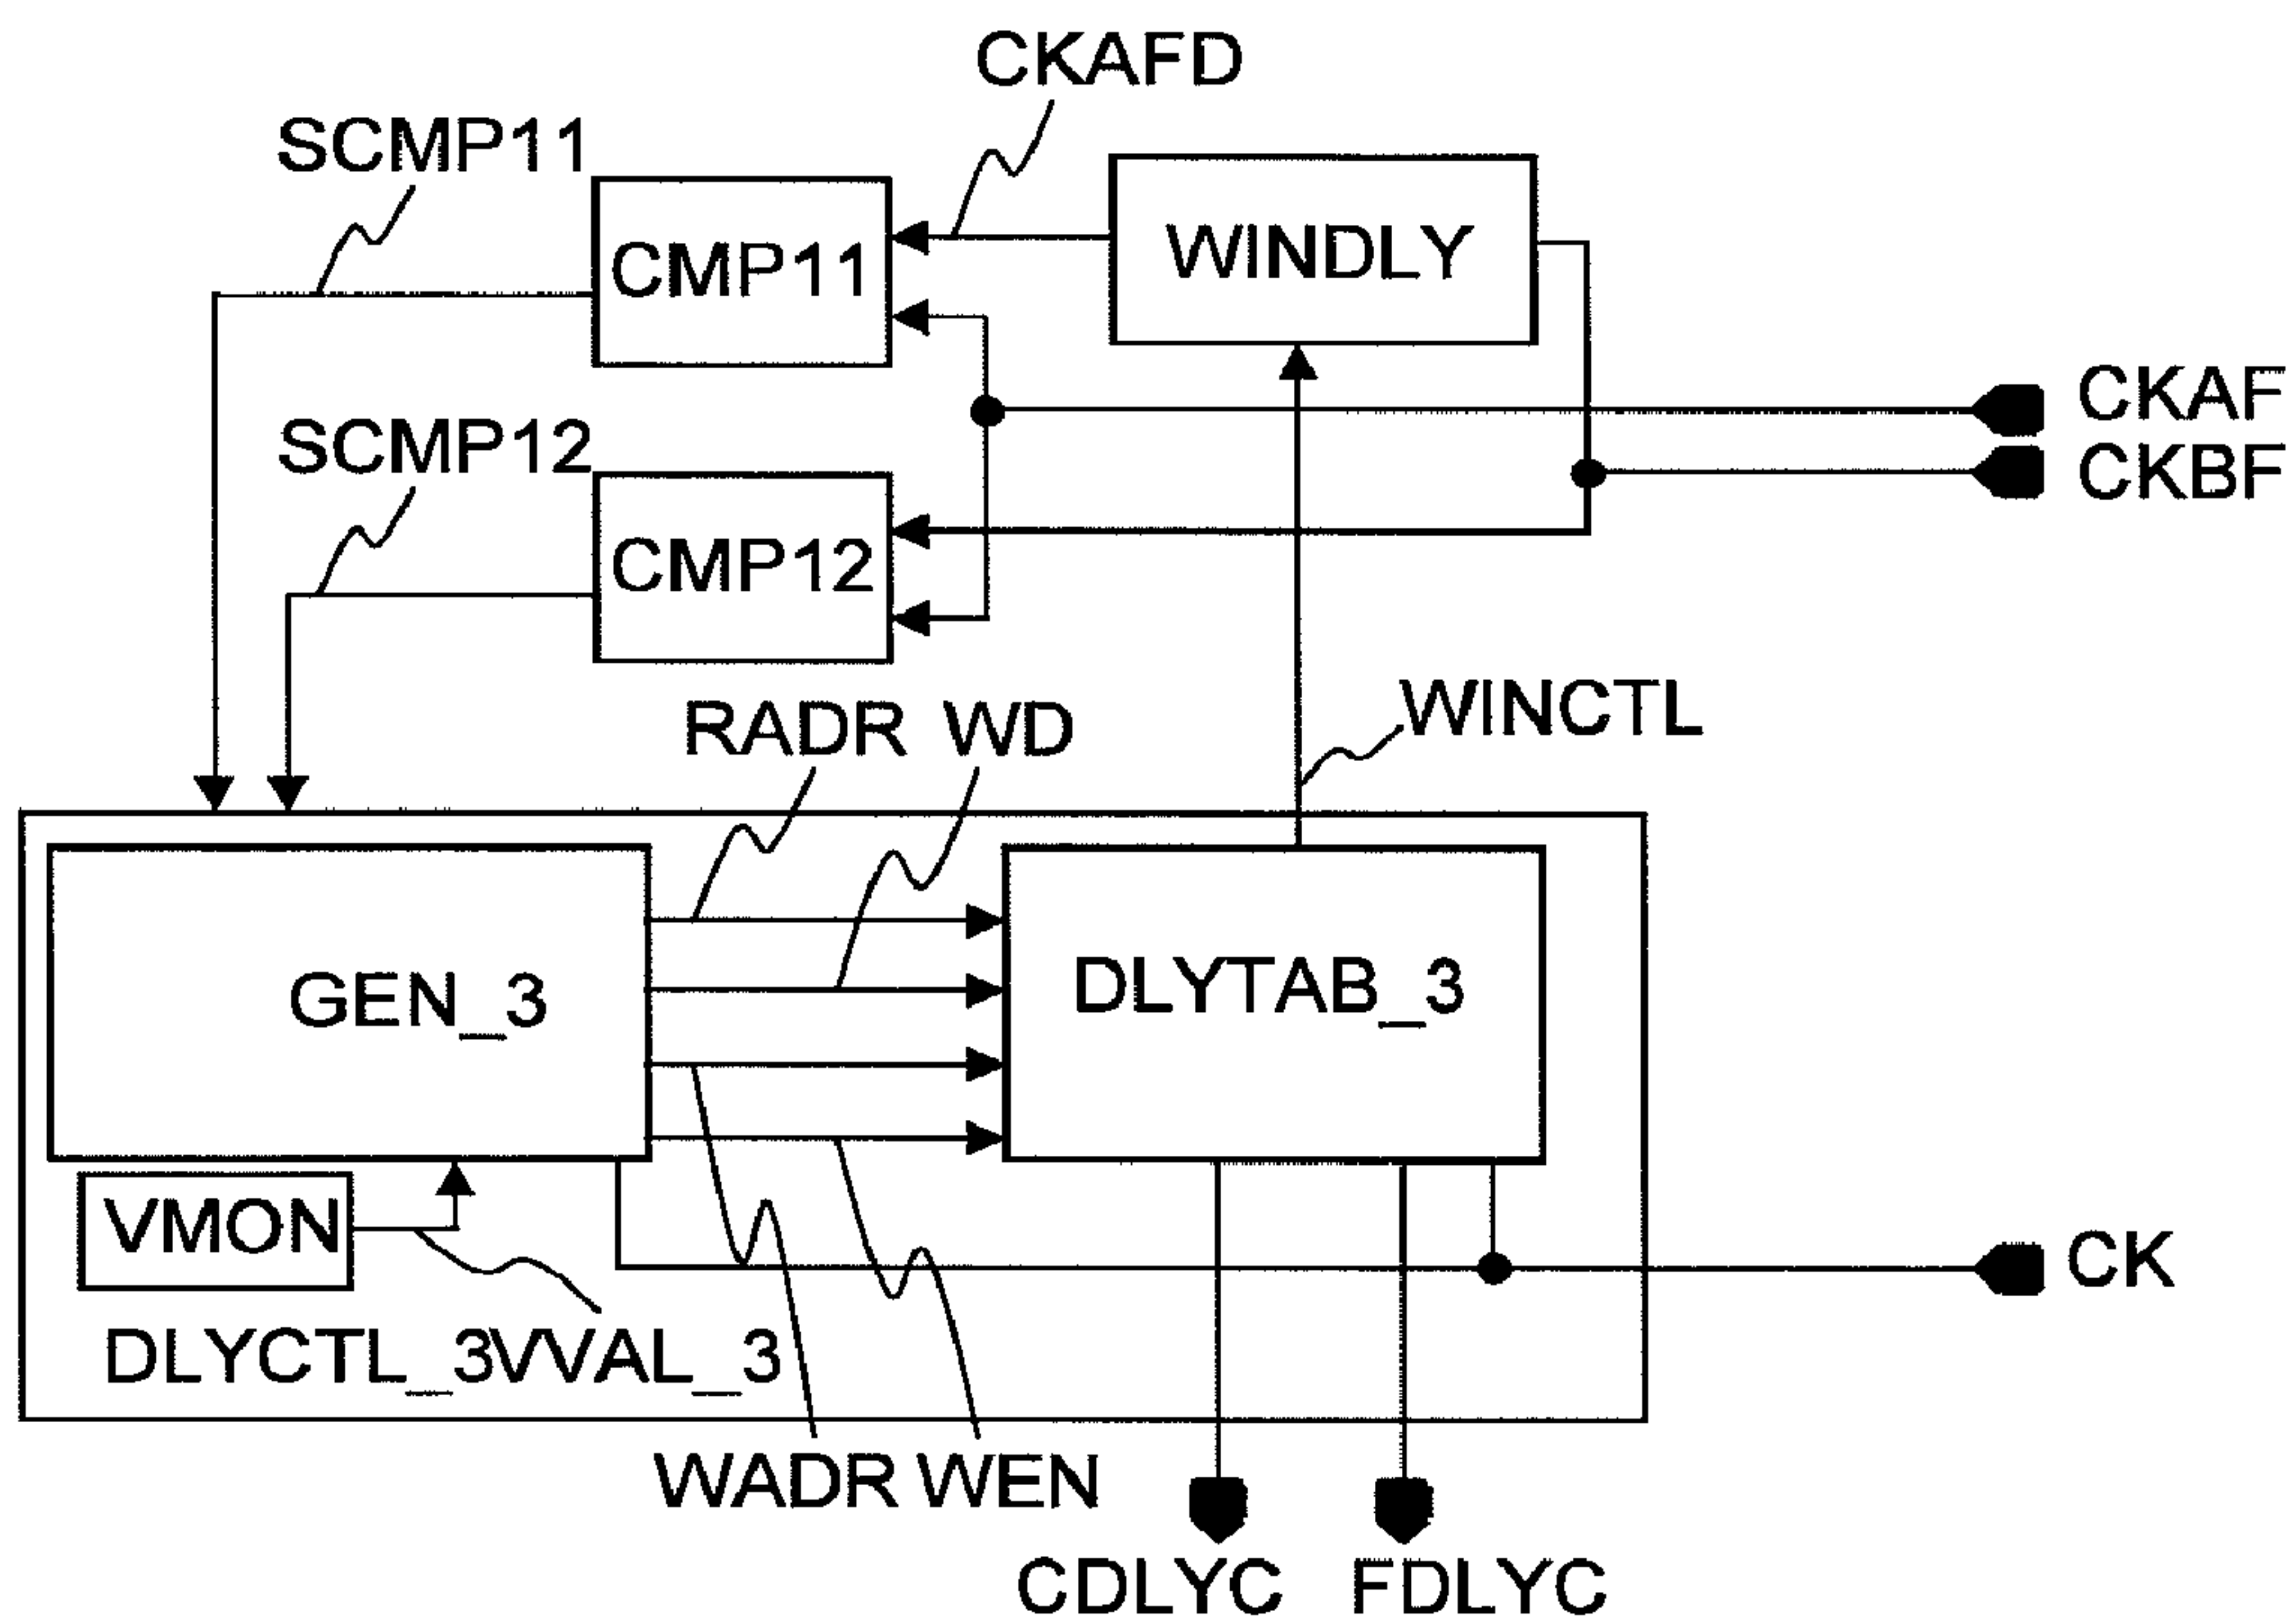 CKAFD
SCMP11
CMP11
WINDLY
CKAF
SCMP12
CKBF
CMP12
RADR WD
WINCTL
GEN_3
DLYTAB_3
VMON
CK
DLYCTL_3VVAL_3
WADR WEN
CDLYC FDLYC